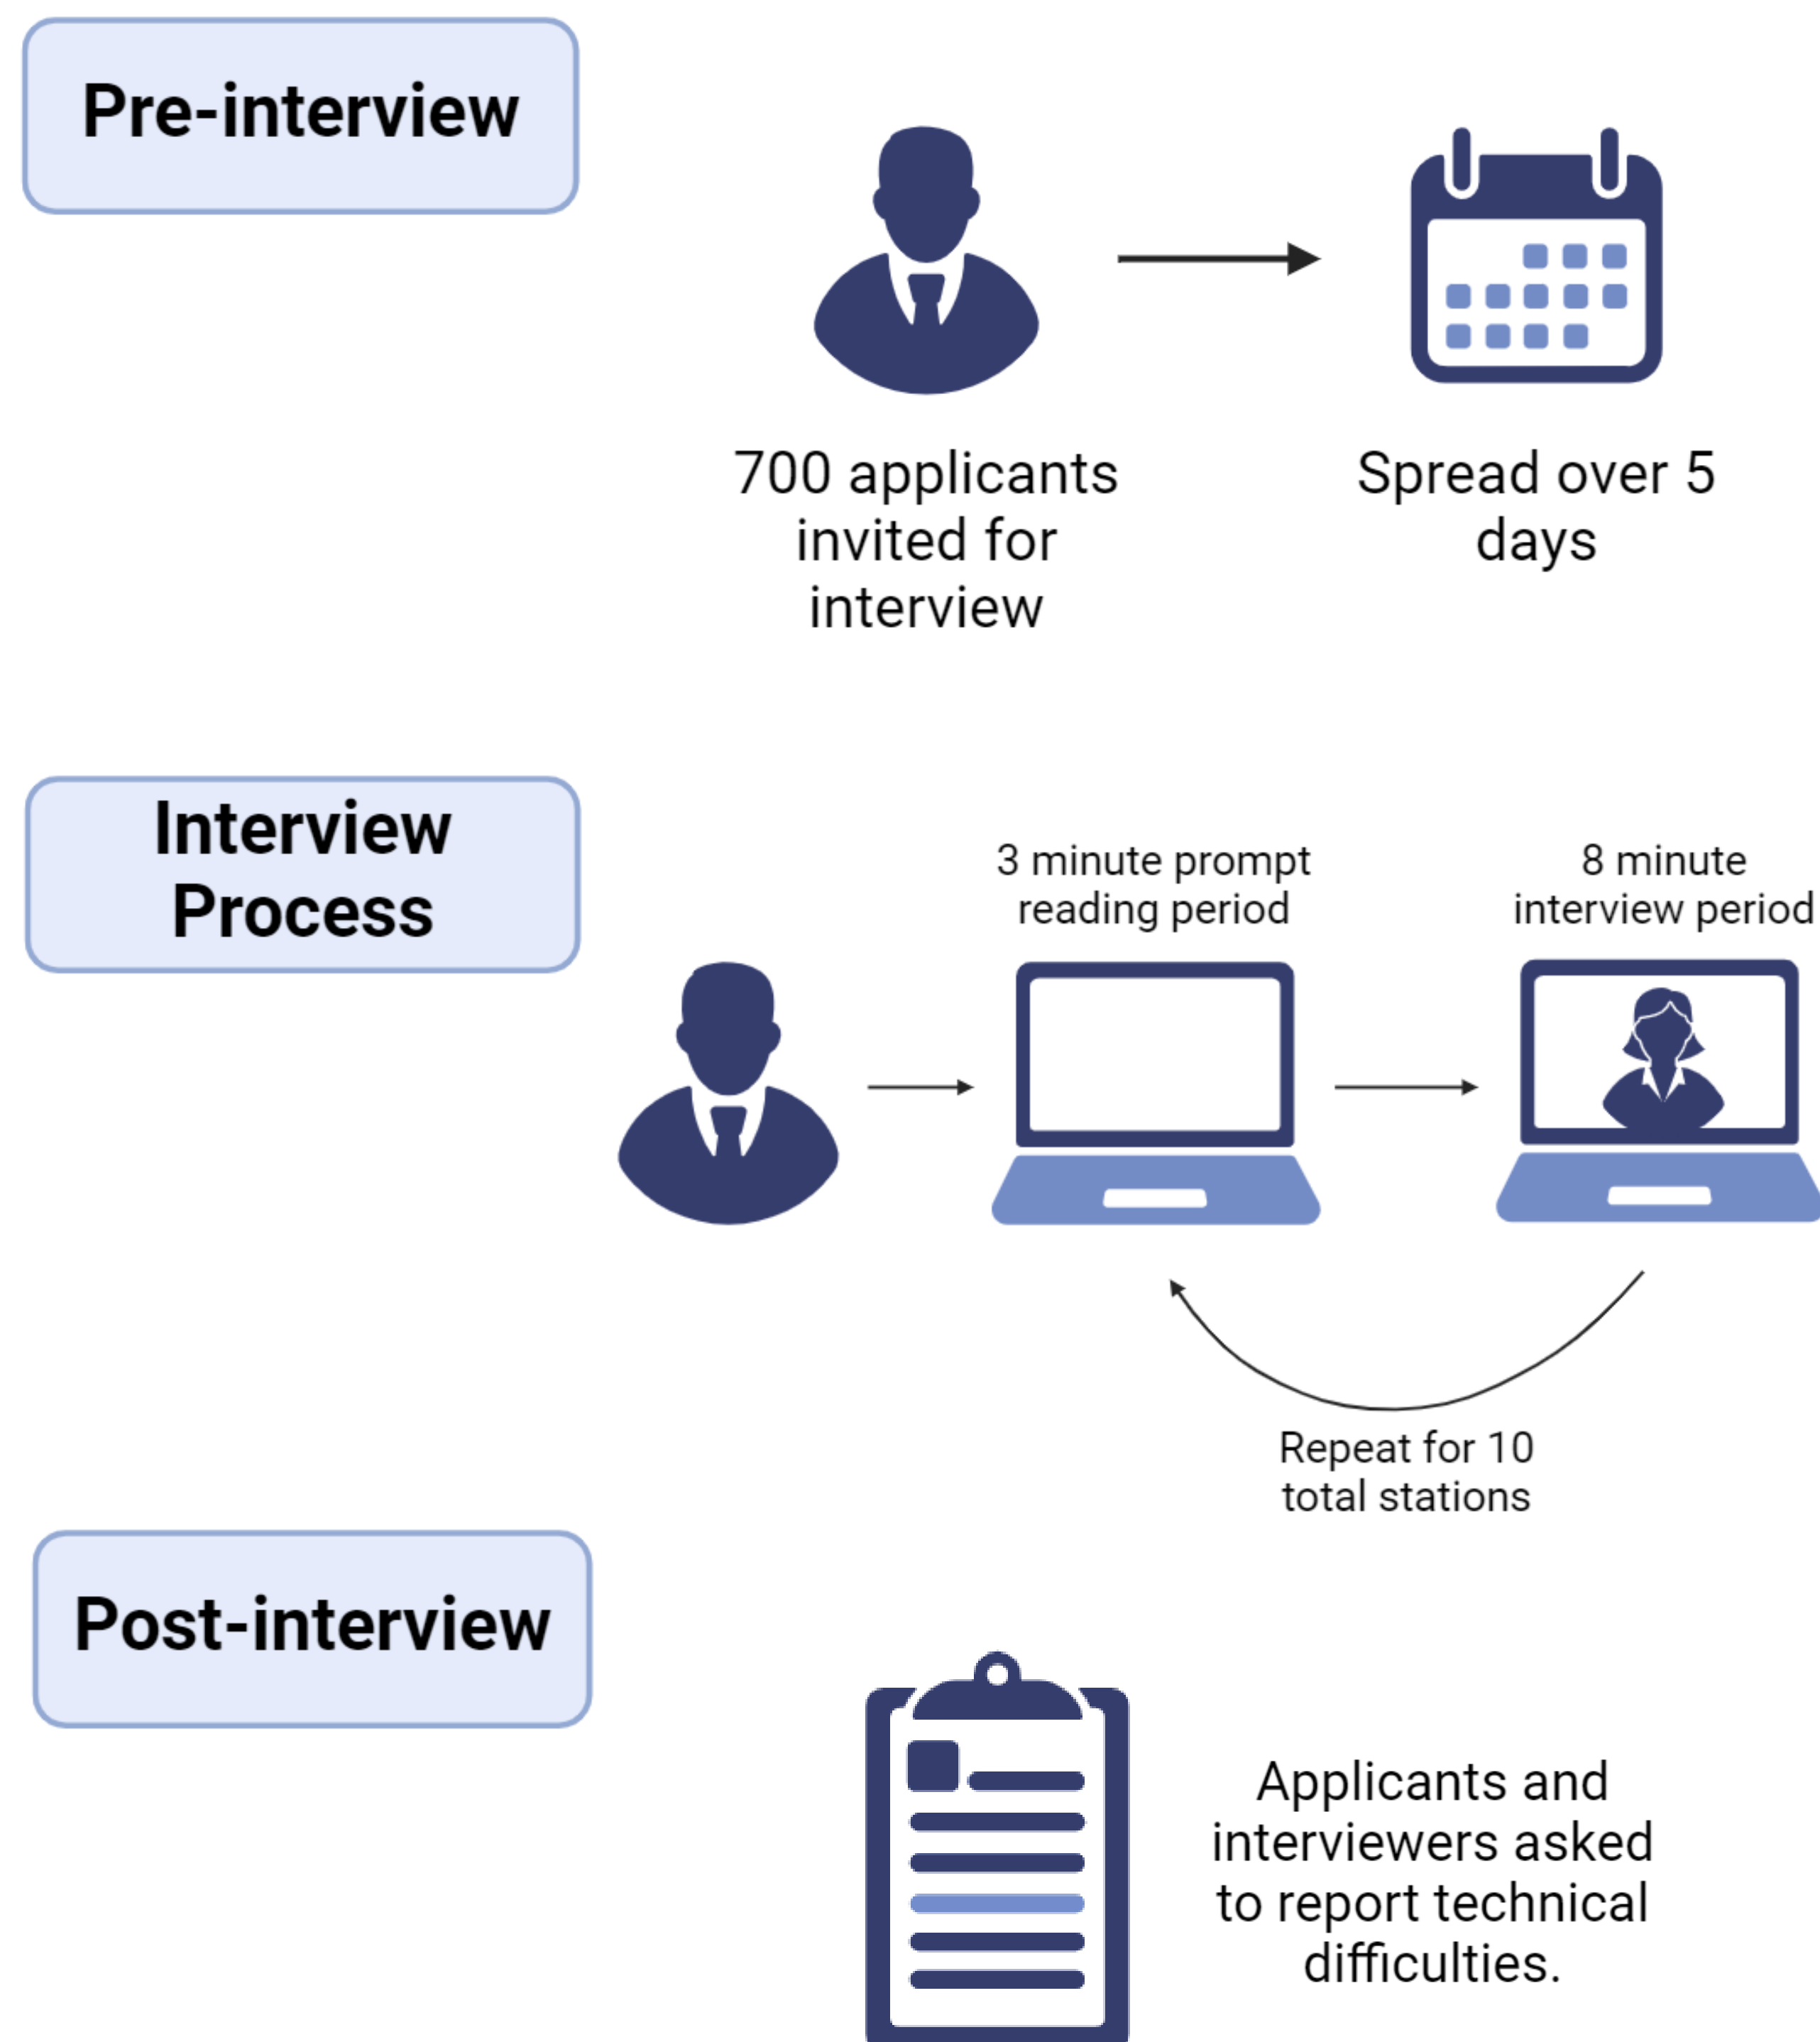 Pre-interview
700 applicants
invited for
interview
Spread over 5
days
Interview
Process
3 minute prompt
reading period
8 minute
interview period
Repeat for 10
total stations
Post-interview
Applicants and
interviewers asked
to report technical
difficulties.